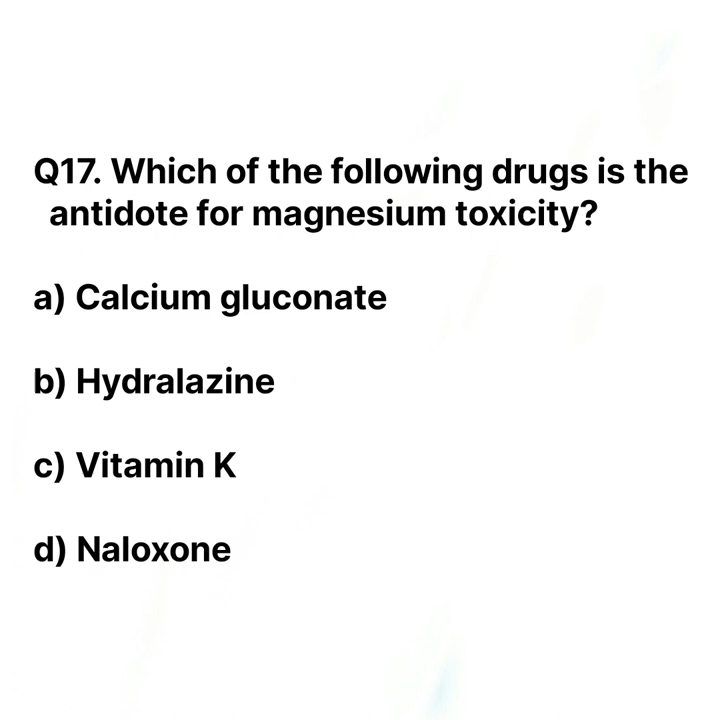 Q17. Which of the following drugs is the
antidote for magnesium toxicity?
a) Calcium gluconate
b) Hydralazine
c) Vitamin K
d) Naloxone